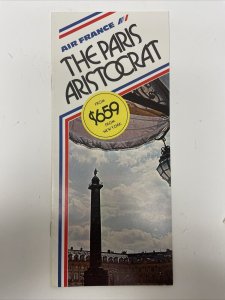 AIR FRANCE
THE PARIS
ARISTOCRAT
FROM
$659
FROM
NEW YORK